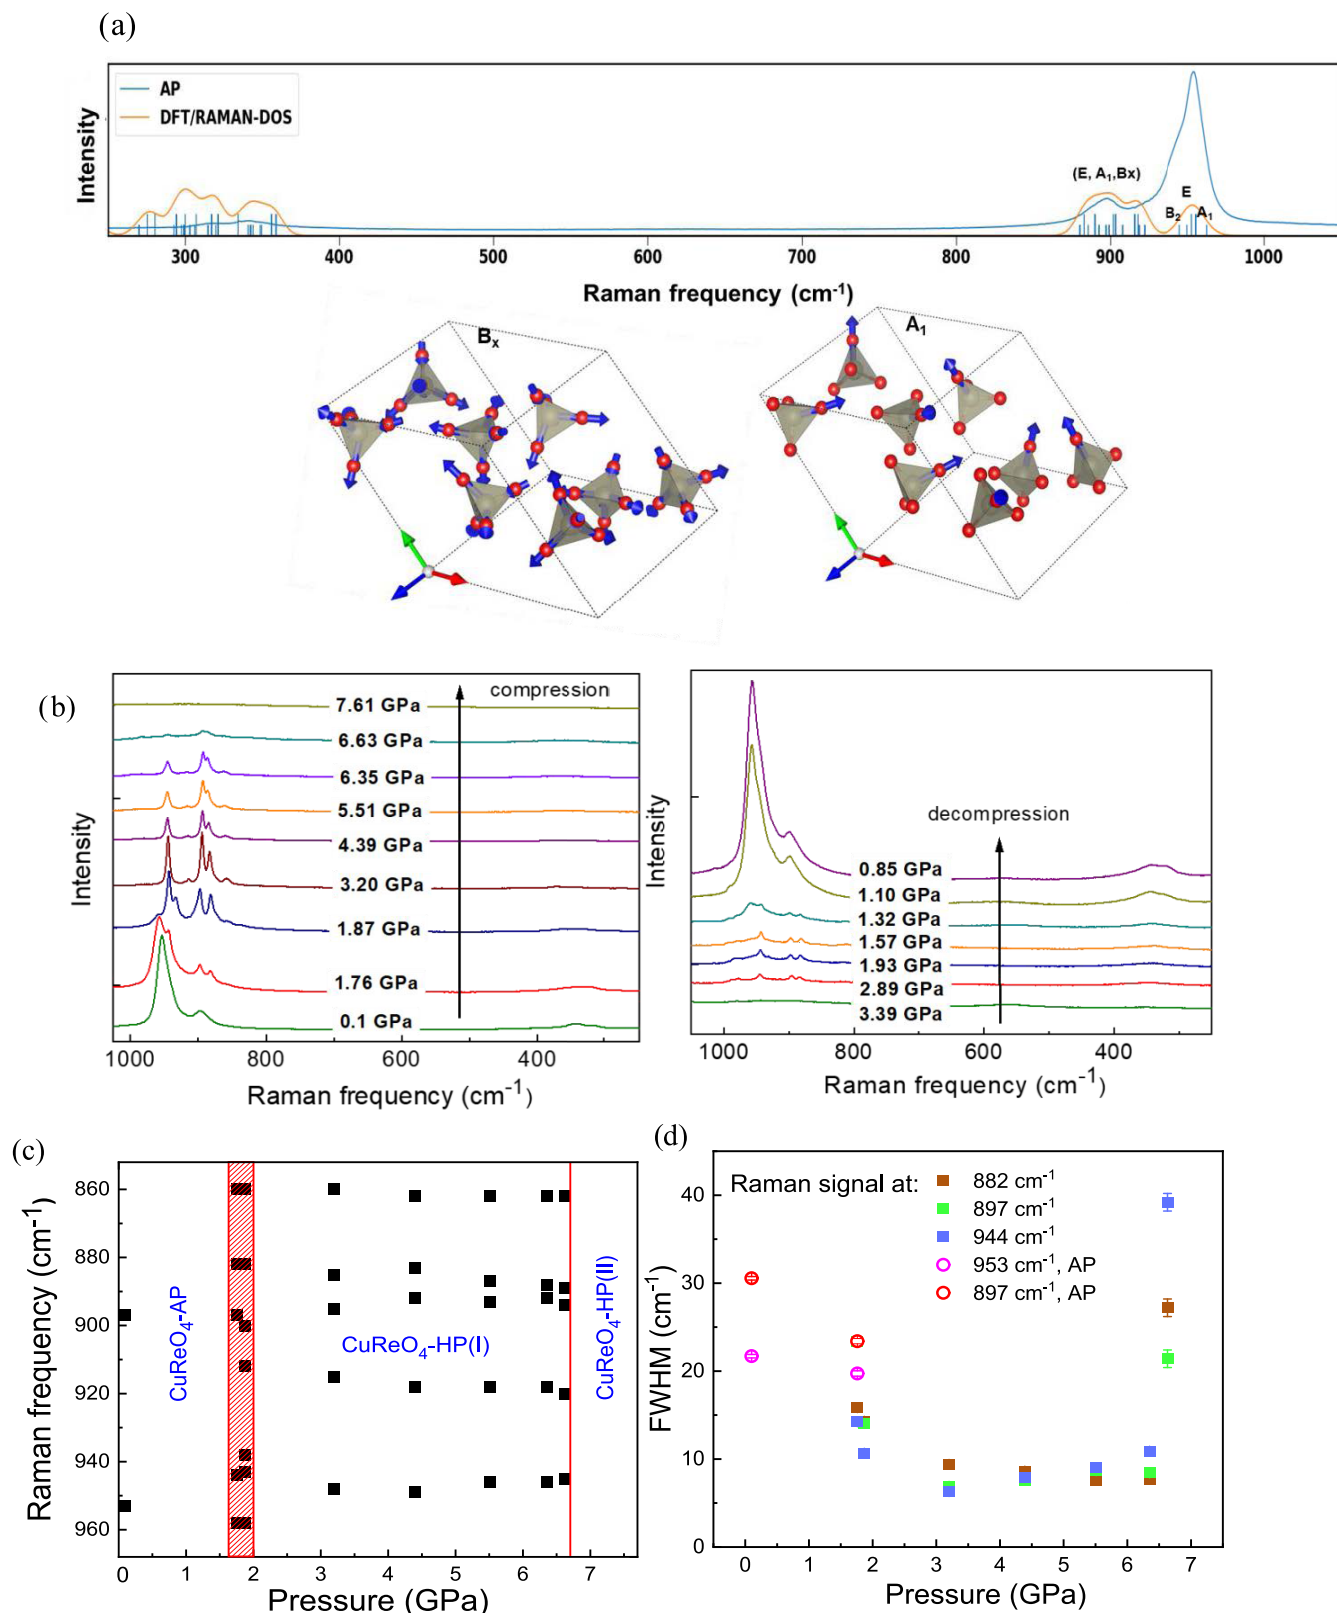 (a)
AP
DFT/RAMAN-DOS
Intensity
(E, A1,Bx)
E
B2
A1
300 400 500 600 700 800 900 1000
Raman frequency (cm-1)
Bx
A1
(b)
compression
7.61 GPa
6.63 GPa
6.35 GPa
5.51 GPa
4.39 GPa
3.20 GPa
1.87 GPa
1.76 GPa
0.1 GPa
Intensity
1000 800 600 400
Raman frequency (cm-1)
decompression
0.85 GPa
1.10 GPa
1.32 GPa
1.57 GPa
1.93 GPa
2.89 GPa
3.39 GPa
Intensity
1000 800 600 400
Raman frequency (cm-1)
(c)
860
880
900
920
940
960
Raman frequency (cm-1)
CuReO4-AP
CuReO4-HP(I)
CuReO4-HP(II)
0 1 2 3 4 5 6 7
Pressure (GPa)
(d)
Raman signal at:
882 cm-1
897 cm-1
944 cm-1
953 cm-1, AP
897 cm-1, AP
40
30
20
10
0
FWHM (cm-1)
0 1 2 3 4 5 6 7
Pressure (GPa)